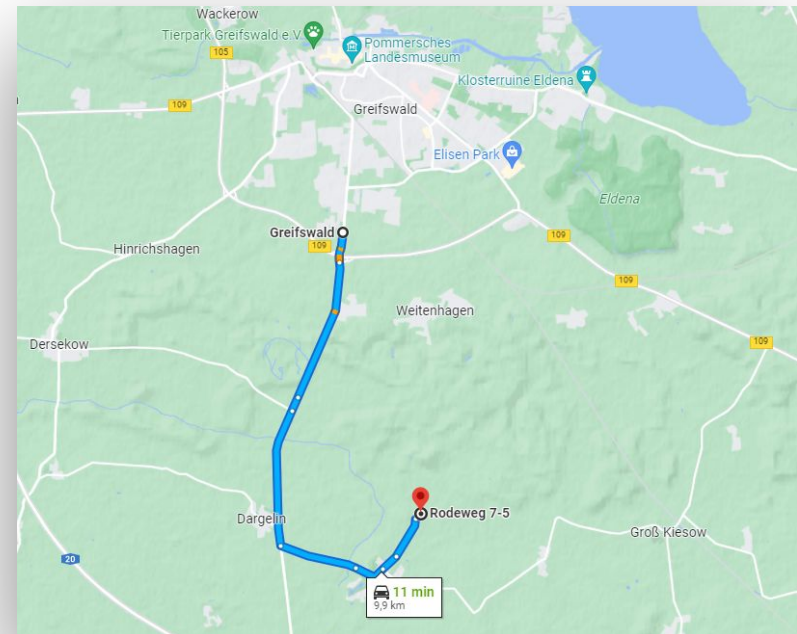 Wackerow
Tierpark Greifswald e.V
105
Pommersches
Landesmuseum
Klosterruine Eldena
109
Greifswald
Elisen Park
Eldena
Greifswald
109
109
Hinrichshagen
109
Weitenhagen
Dersekow
109
Rodeweg 7-5
Dargelin
Groß Kiesow
20
11 min
9,9 km